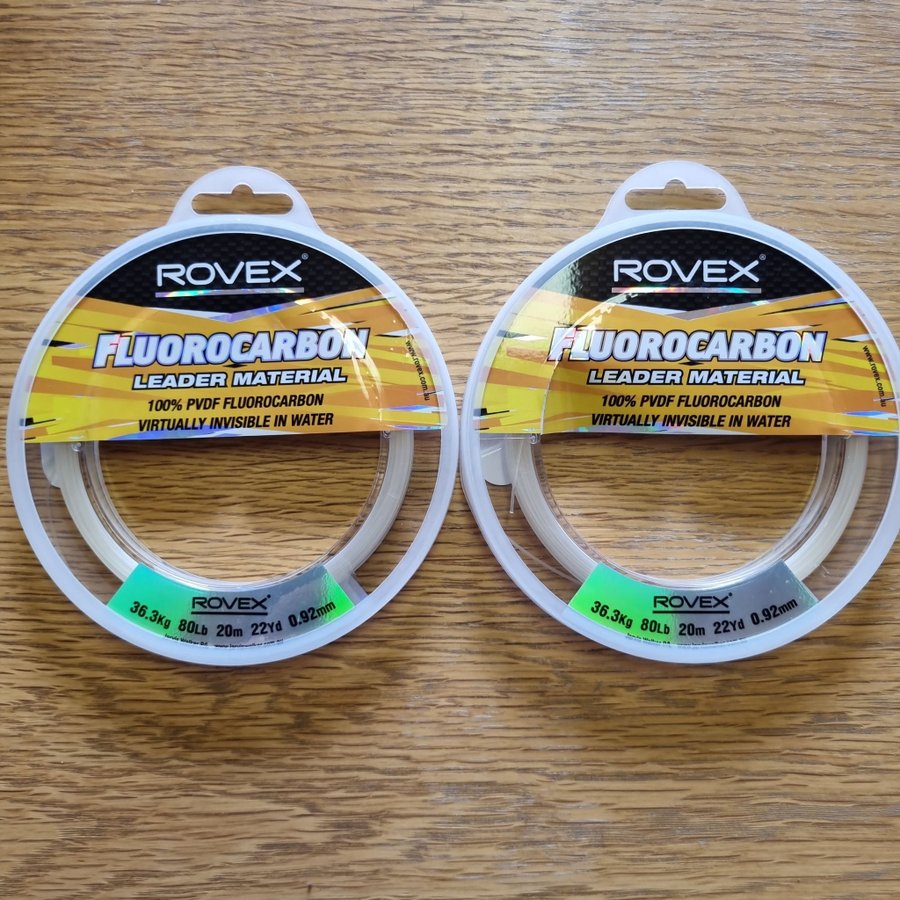 ROVEX®
FLUOROCARBON
LEADER MATERIAL
100% PVDF FLUOROCARBON
VIRTUALLY INVISIBLE IN WATER
www.rovex.com.au
ROVEX®
36.3Kg 80Lb 20m 22Yd 0.92mm
ROVEX®
FLUOROCARBON
LEADER MATERIAL
100% PVDF FLUOROCARBON
VIRTUALLY INVISIBLE IN WATER
www.rovex.com.au
ROVEX®
36.3Kg 80Lb 20m 22Yd 0.92mm